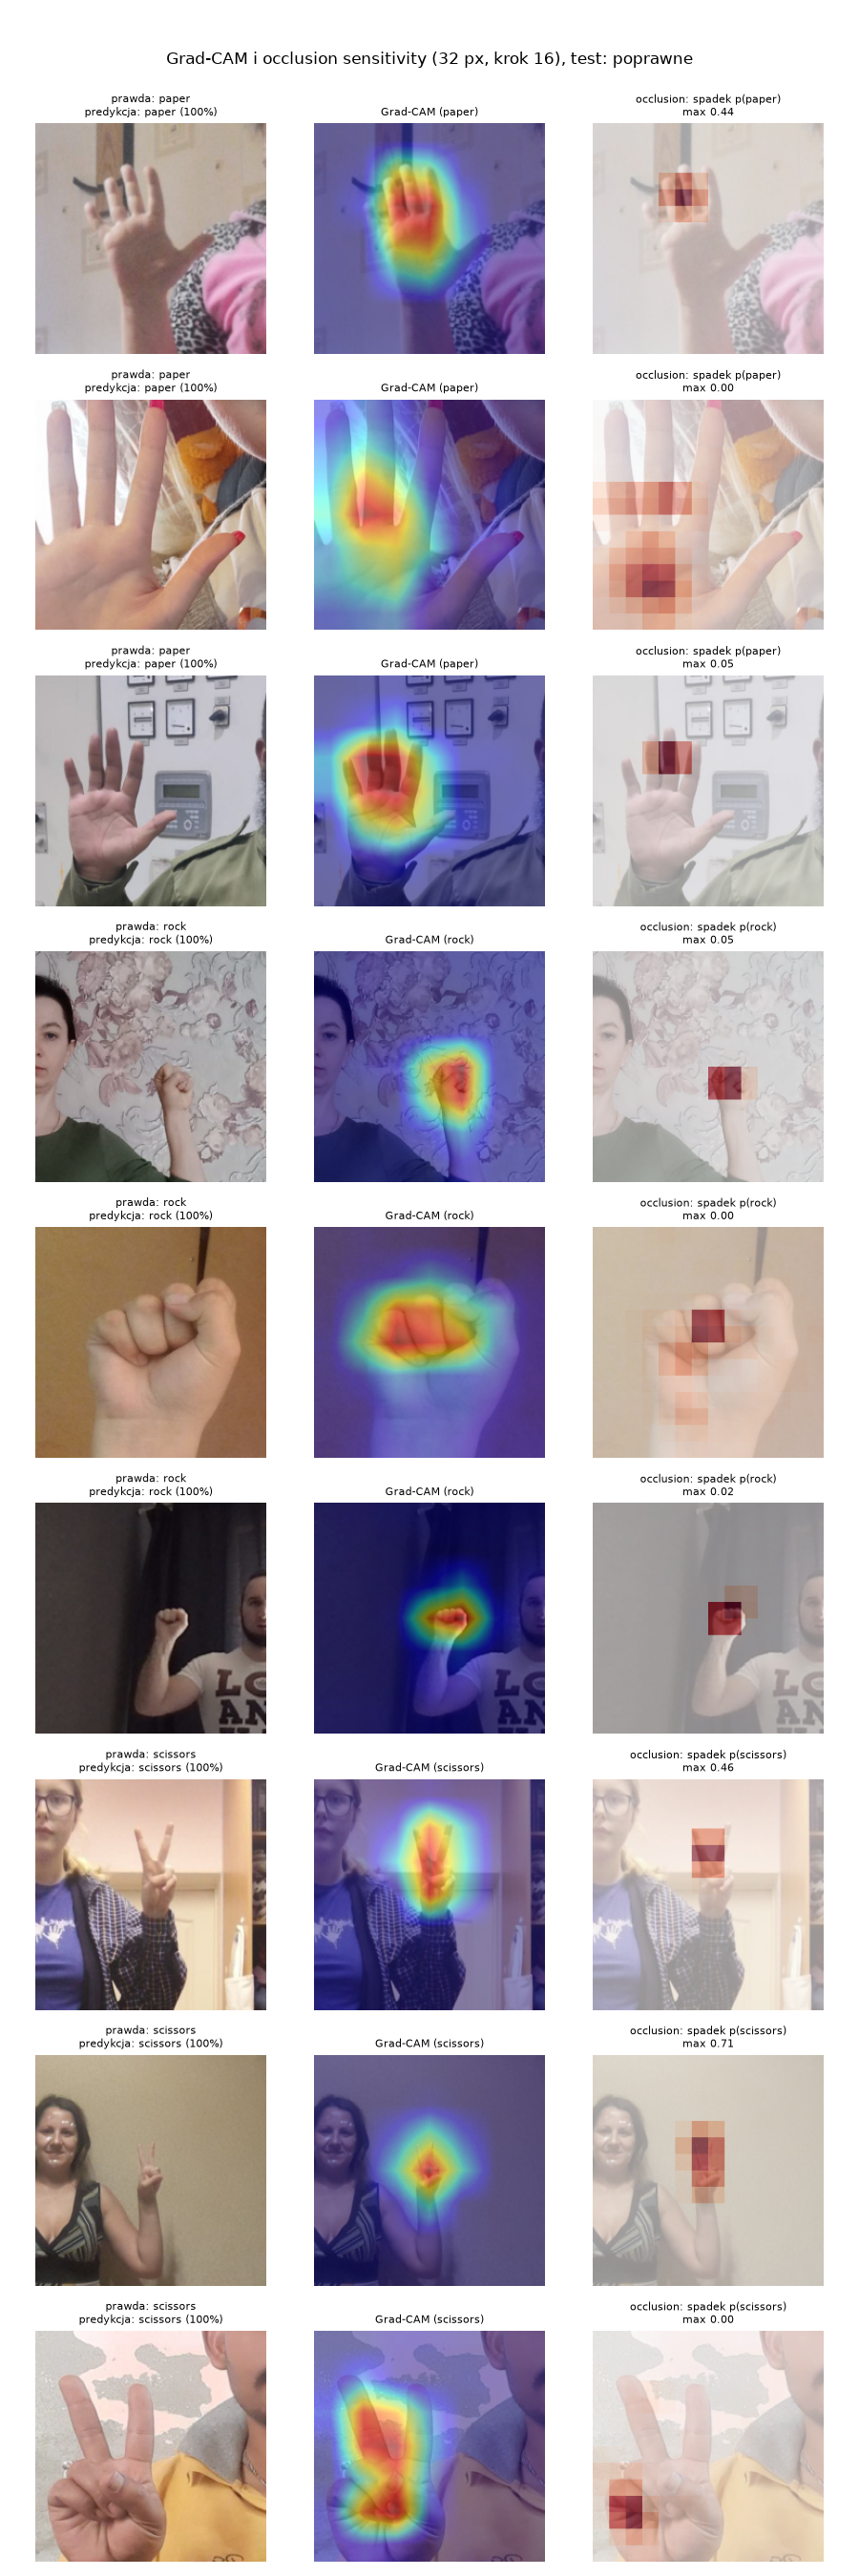 Grad-CAM i occlusion sensitivity (32 px, krok 16), test: poprawne
prawda: paper
predykcja: paper (100%)
Grad-CAM (paper)
occlusion: spadek p(paper)
max 0.44
prawda: paper
predykcja: paper (100%)
Grad-CAM (paper)
occlusion: spadek p(paper)
max 0.00
prawda: paper
predykcja: paper (100%)
Grad-CAM (paper)
occlusion: spadek p(paper)
max 0.05
prawda: rock
predykcja: rock (100%)
Grad-CAM (rock)
occlusion: spadek p(rock)
max 0.05
prawda: rock
predykcja: rock (100%)
Grad-CAM (rock)
occlusion: spadek p(rock)
max 0.00
prawda: rock
predykcja: rock (100%)
Grad-CAM (rock)
occlusion: spadek p(rock)
max 0.02
LO
AN
LO
AN
LO
AN
prawda: scissors
predykcja: scissors (100%)
Grad-CAM (scissors)
occlusion: spadek p(scissors)
max 0.46
prawda: scissors
predykcja: scissors (100%)
Grad-CAM (scissors)
occlusion: spadek p(scissors)
max 0.71
prawda: scissors
predykcja: scissors (100%)
Grad-CAM (scissors)
occlusion: spadek p(scissors)
max 0.00